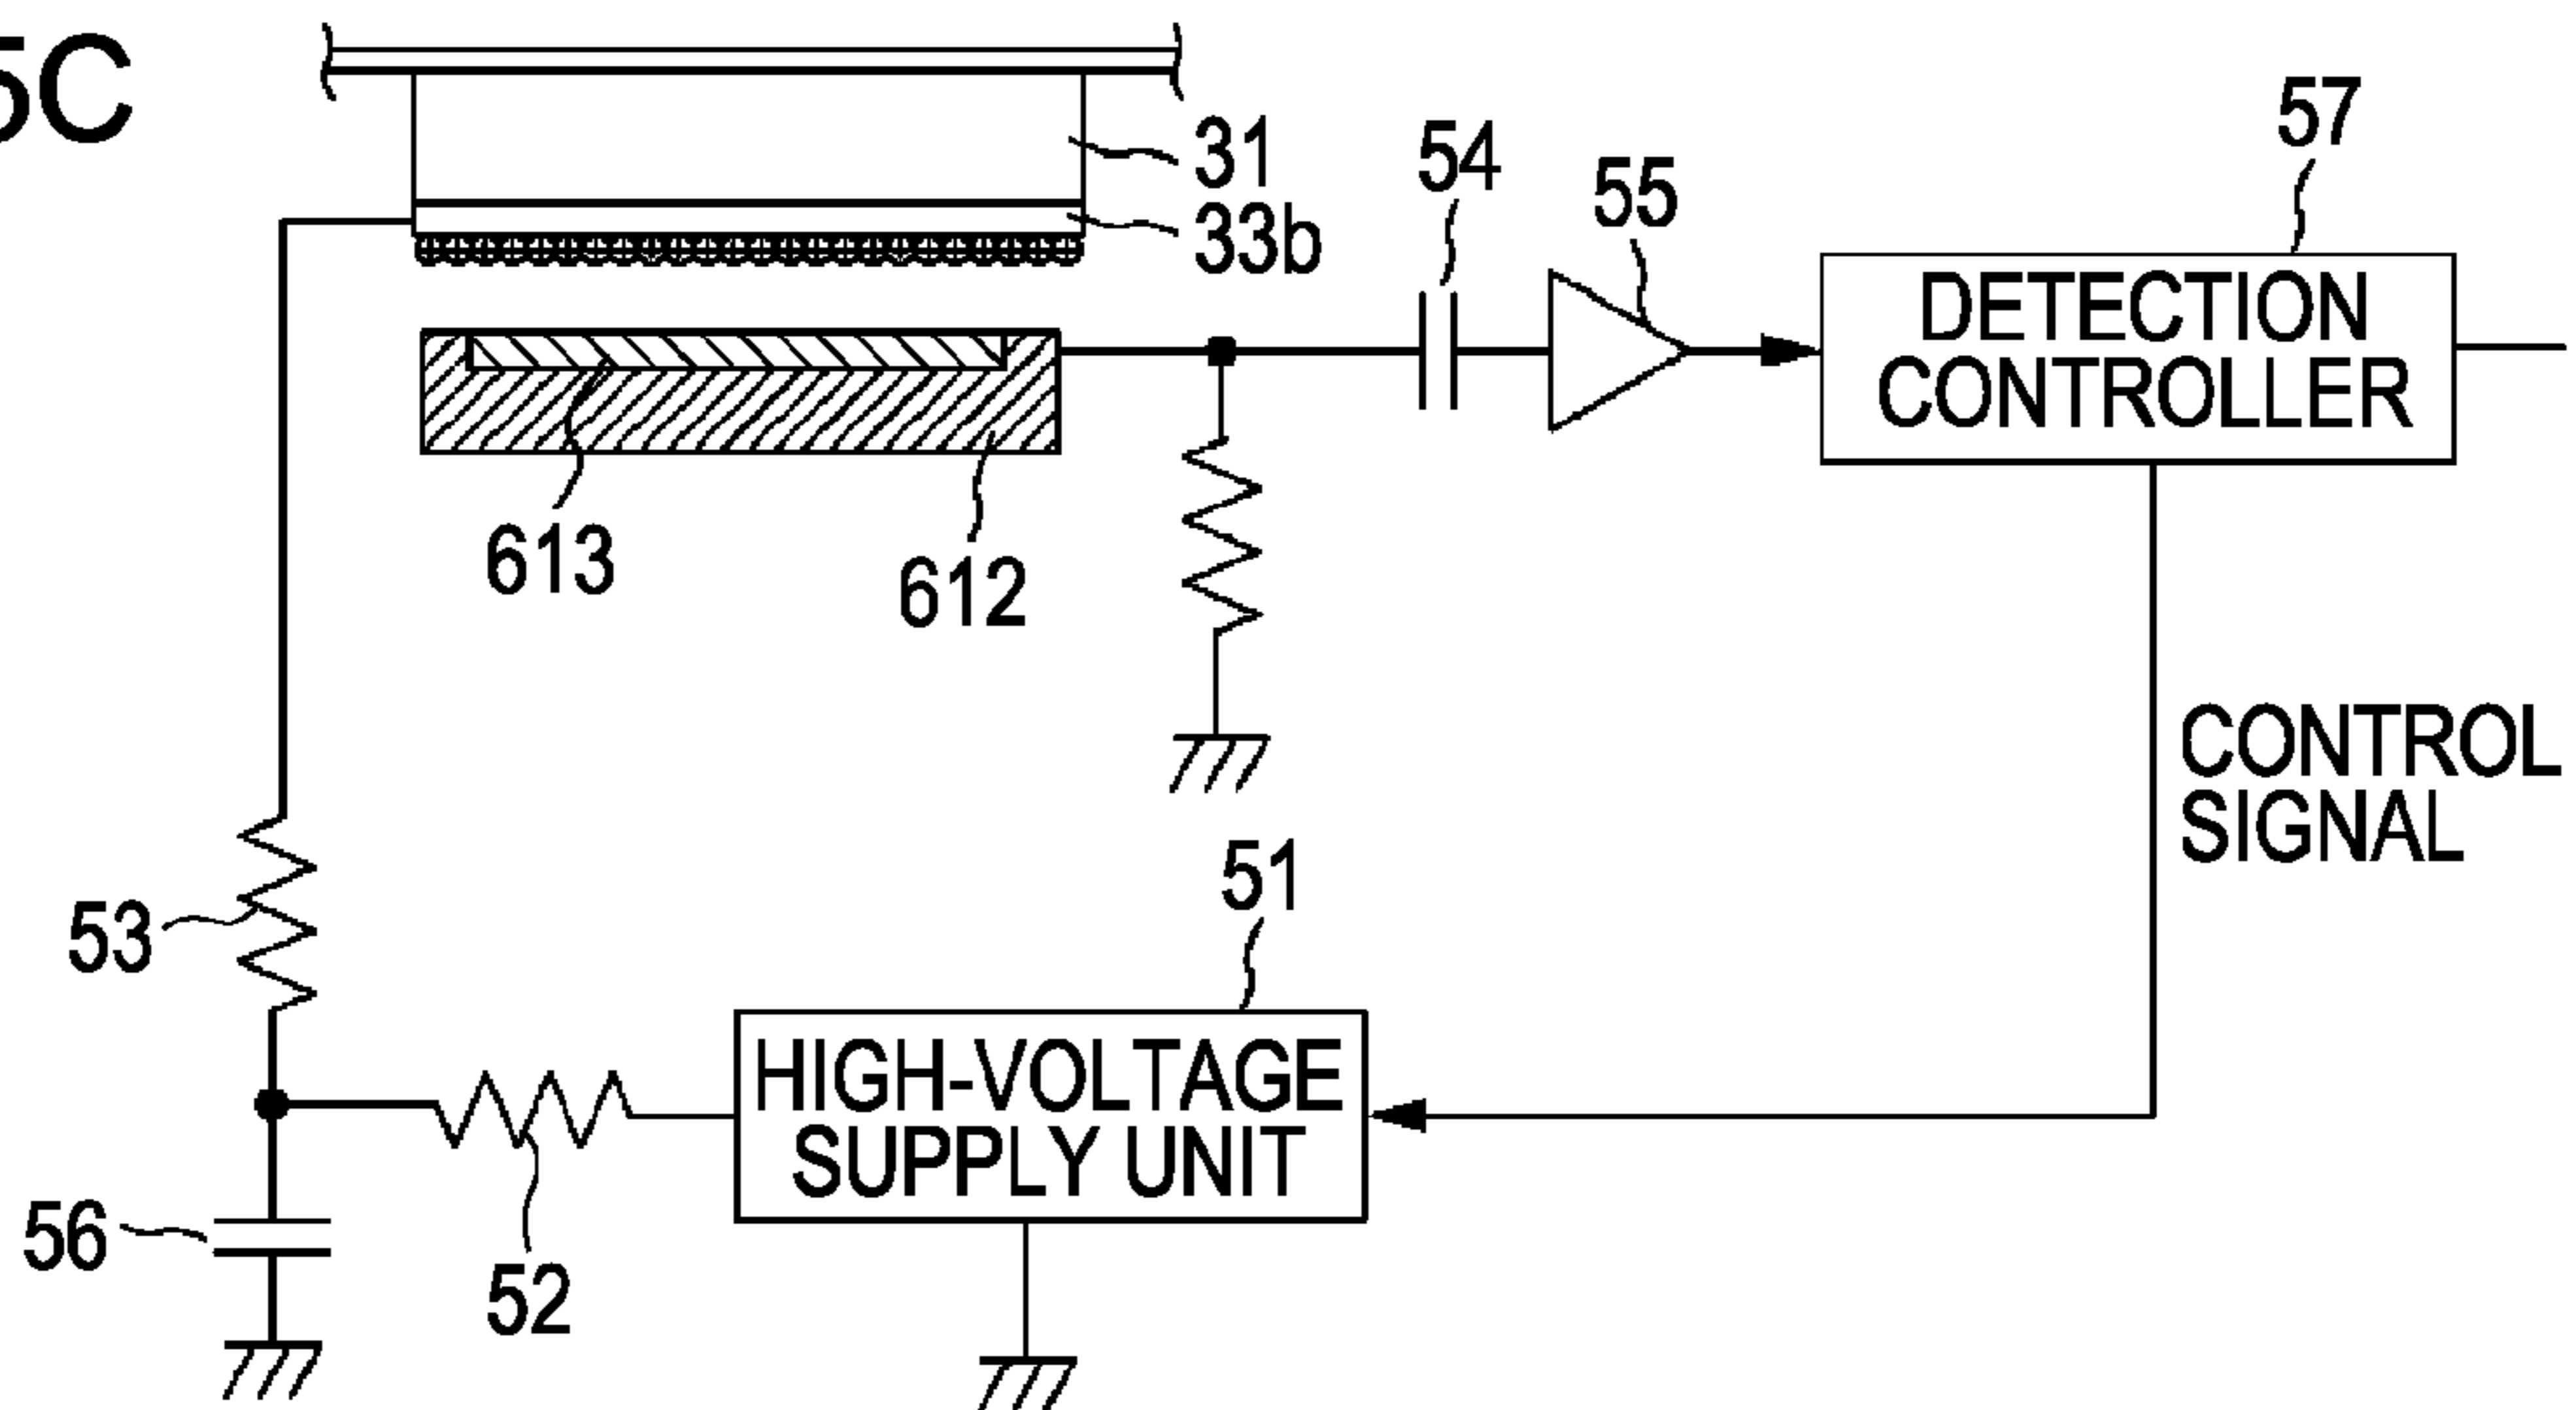 5C
31
33b
54
55
57
DETECTION
CONTROLLER
613
612
CONTROL
SIGNAL
53
51
HIGH-VOLTAGE
SUPPLY UNIT
56
52